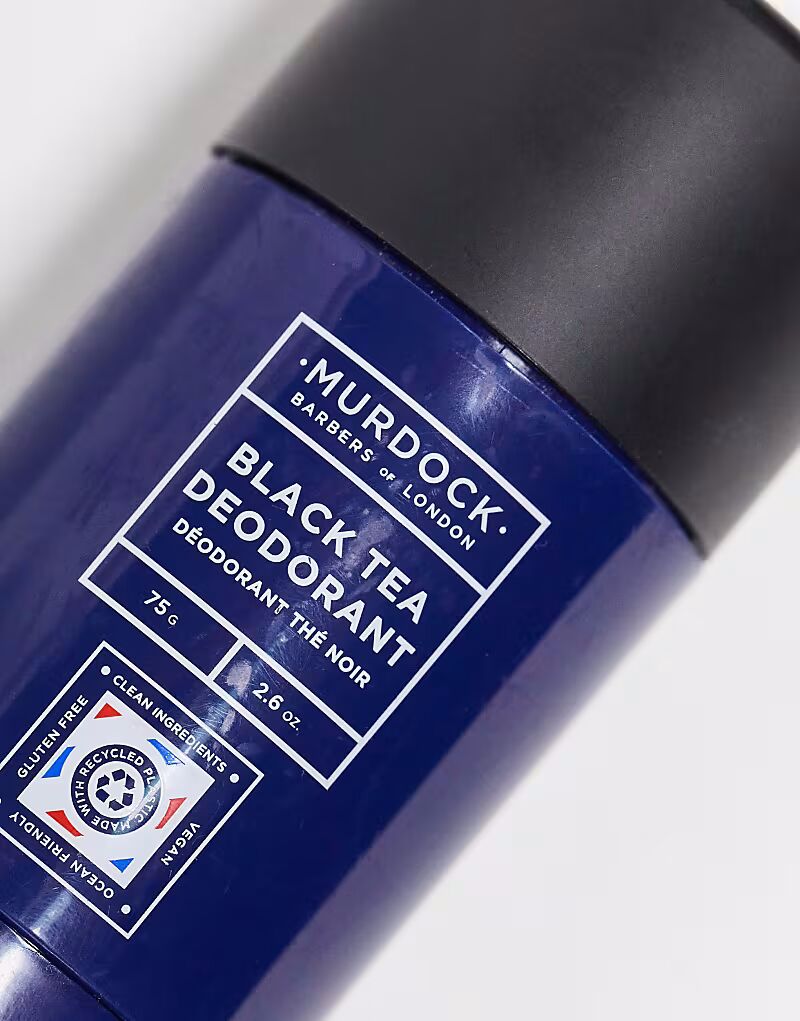 ·MURDOCK·
BARBERS OF LONDON
BLACK TEA
DEODORANT
DÉODORANT THÉ NOIR
75 G
2.6 OZ.
CLEAN INGREDIENTS
VEGAN
OCEAN FRIENDLY
GLUTEN FREE
MADE WITH RECYCLED PLASTIC